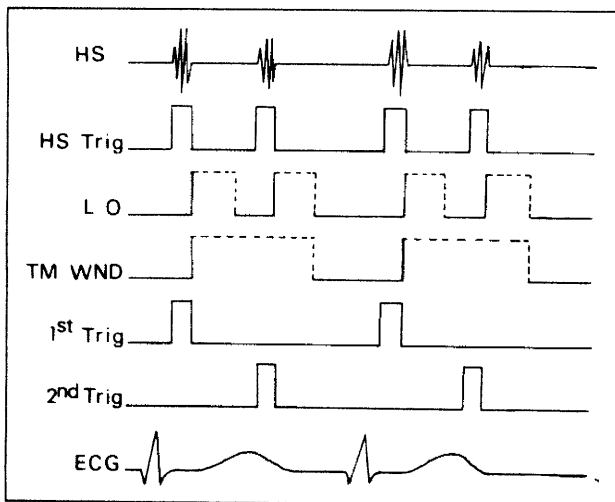 HS
HS Trig
L O
TM WND
1st Trig
2nd Trig
ECG